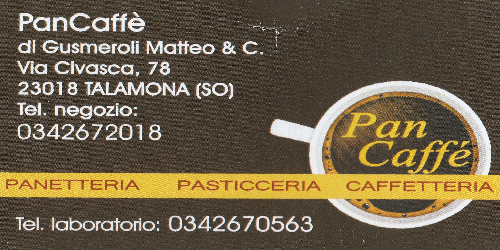 PanCaffè
di Gusmeroli Matteo & C.
Via Civasca, 78
23018 TALAMONA (SO)
Tel. negozio:
0342672018
Pan
Caffé
PANETTERIA PASTICCERIA CAFFETTERIA
Tel. laboratorio: 0342670563